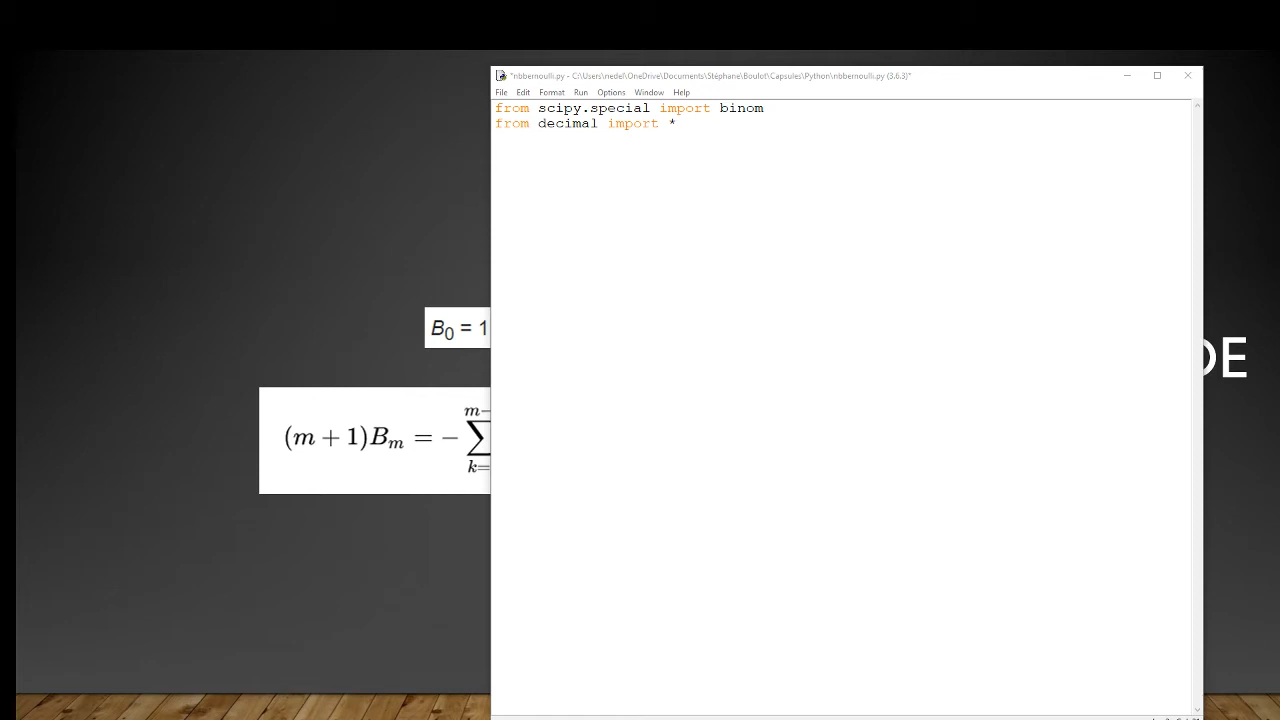 *nbbernoulli.py - C:\Users\nedel\OneDrive\Documents\Stéphane\Boulot\Capsules\Python\nbbernoulli.py (3.6.3)*
File Edit Format Run Options Window Help
from scipy.special import binom
from decimal import *
B₀ = 1
DE
(m + 1)Bₘ = − ∑ m− k=